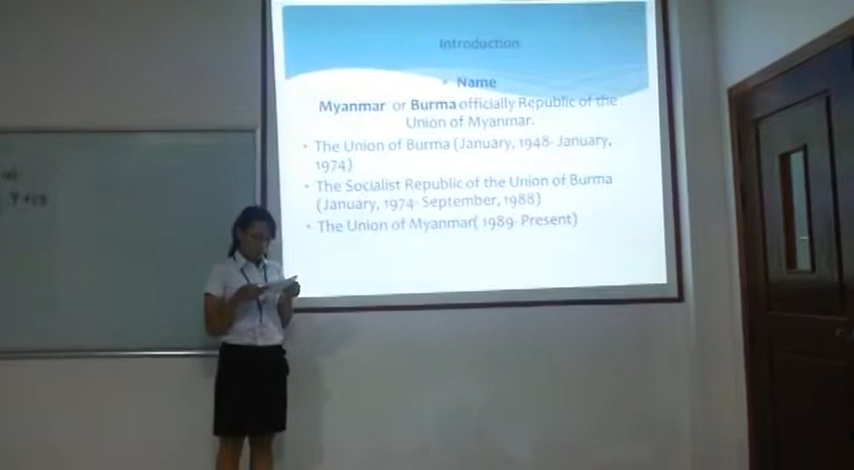 Introduction
• Name
Myanmar or Burma officially Republic of the
Union of Myanmar.
• The Union of Burma (January, 1948- January,
1974)
• The Socialist Republic of the Union of Burma
(January, 1974- September, 1988)
• The Union of Myanmar( 1989- Present)